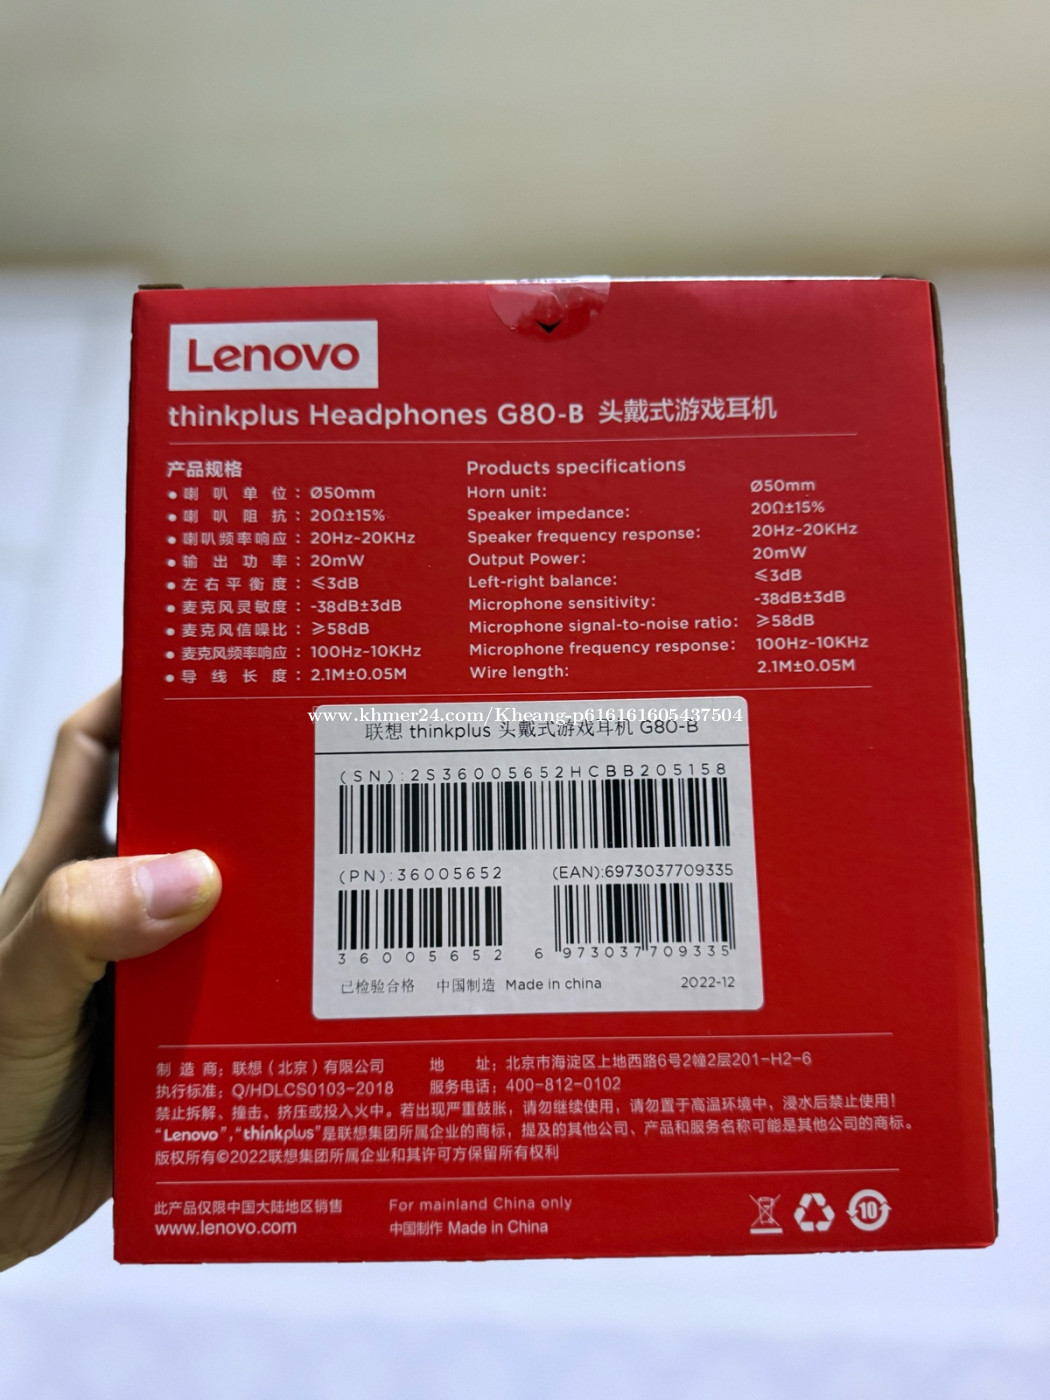 Lenovo
thinkplus Headphones G80-B 头戴式游戏耳机
产品规格
喇叭单位：Ø50mm
喇叭阻抗：20Ω±15%
喇叭频率响应：20Hz-20KHz
输出功率：20mW
左右平衡度：≤3dB
麦克风灵敏度：-38dB±3dB
麦克风信噪比：≥58dB
麦克风频率响应：100Hz-10KHz
导线长度：2.1M±0.05M
Products specifications
Horn unit: Ø50mm
Speaker impedance: 20Ω±15%
Speaker frequency response: 20Hz-20KHz
Output Power: 20mW
Left-right balance: ≤3dB
Microphone sensitivity: -38dB±3dB
Microphone signal-to-noise ratio: ≥58dB
Microphone frequency response: 100Hz-10KHz
Wire length: 2.1M±0.05M
www.khmer24.com/Kheang-p616161605437504
联想 thinkplus 头戴式游戏耳机 G80-B
(SN):2S36005652HCBB205158
(PN):36005652
36005652
(EAN):6973037709335
6 973037 709335
已检验合格 中国制造 Made in china 2022-12
制造商：联想（北京）有限公司 地址：北京市海淀区上地西路6号2幢2层201-H2-6
执行标准：Q/HDLCS0103-2018 服务电话：400-812-0102
禁止拆解、撞击、挤压或投入火中。若出现严重鼓胀，请勿继续使用，请勿置于高温环境中，浸水后禁止使用！
“Lenovo”,“thinkplus”是联想集团所属企业的商标，提及的其他公司、产品和服务名称可能是其他公司的商标。
版权所有©2022联想集团所属企业和其许可方保留所有权利
此产品仅限中国大陆地区销售 For mainland China only
www.lenovo.com 中国制作 Made in China
10